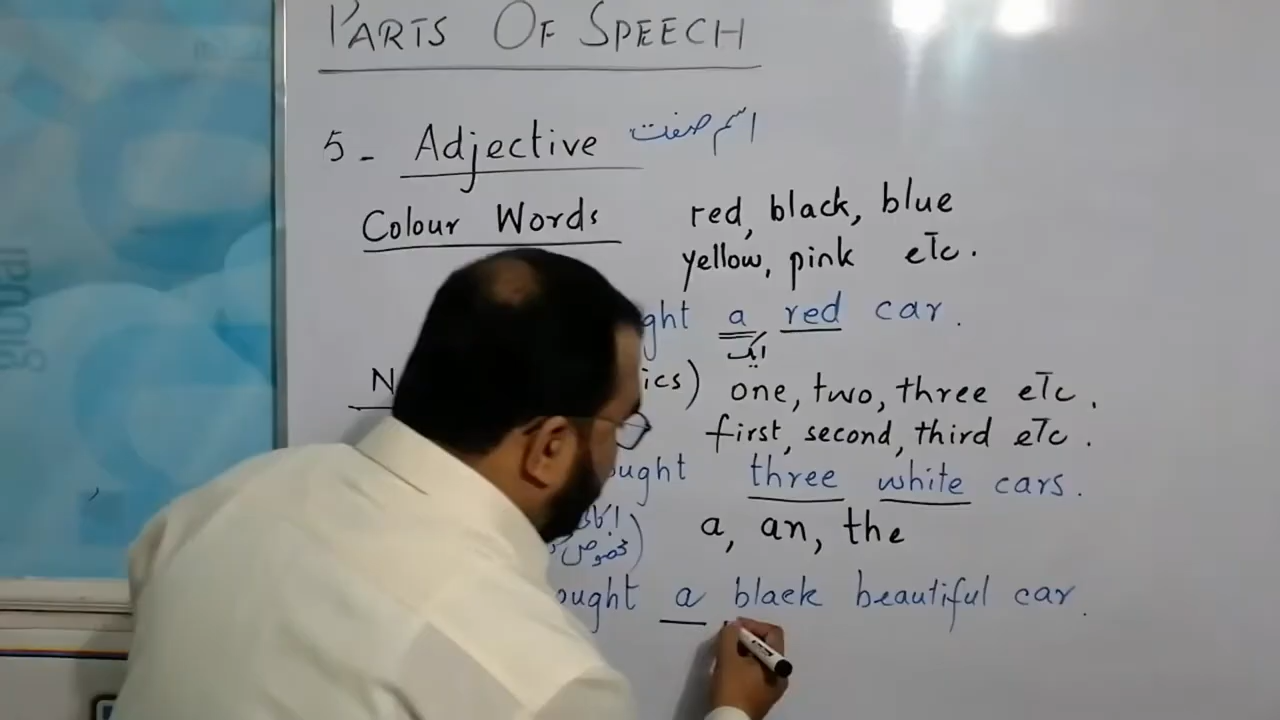 PARTS OF SPEECH
5- Adjective اسم صفت
Colour Words red, black, blue
yellow, pink etc.
ght a red car.
ایک
N ics) one, two, three etc.
first, second, third etc.
ought three white cars.
a, an, the
ought a black beautiful car.
global